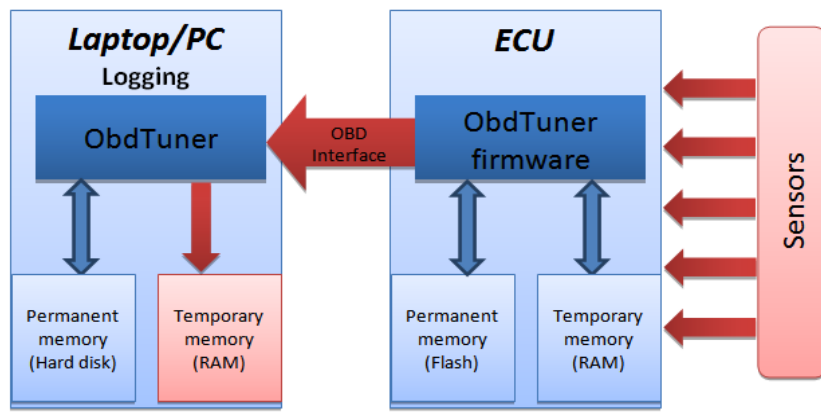 Laptop/PC
Logging
ObdTuner
Permanent
memory
(Hard disk)
Temporary
memory
(RAM)
OBD
Interface
ECU
ObdTuner
firmware
Permanent
memory
(Flash)
Temporary
memory
(RAM)
Sensors